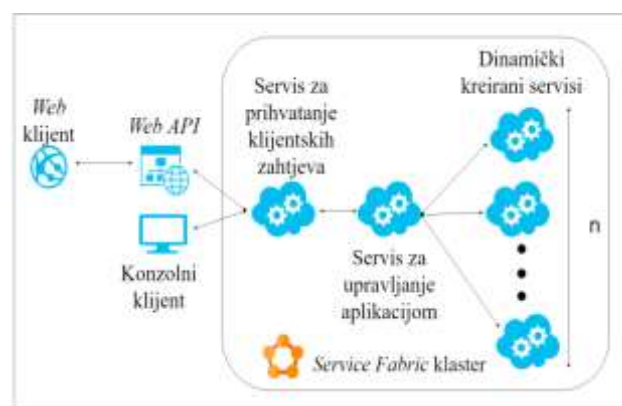 Web
klijent
Web API
Konzolni
klijent
Servis za
prihvatanje
klijentskih
zahtjeva
Servis za
upravljanje
aplikacijom
Dinamički
kreirani servisi
n
Service Fabric klaster